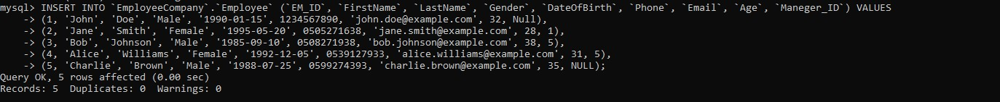 mysql> INSERT INTO `EmployeeCompany`.`Employee` (`EM_ID`, `FirstName`, `LastName`, `Gender`, `DateOfBirth`, `Phone`, `Email`, `Age`, `Maneger_ID`) VALUES
    -> (1, 'John', 'Doe', 'Male', '1990-01-15', 1234567890, 'john.doe@example.com', 32, Null),
    -> (2, 'Jane', 'Smith', 'Female', '1995-05-20', 0505271638, 'jane.smith@example.com', 28, 1),
    -> (3, 'Bob', 'Johnson', 'Male', '1985-09-10', 0508271938, 'bob.johnson@example.com', 38, 5),
    -> (4, 'Alice', 'Williams', 'Female', '1992-12-05', 0539127933, 'alice.williams@example.com', 31, 5),
    -> (5, 'Charlie', 'Brown', 'Male', '1988-07-25', 0599274393, 'charlie.brown@example.com', 35, NULL);
Query OK, 5 rows affected (0.00 sec)
Records: 5  Duplicates: 0  Warnings: 0